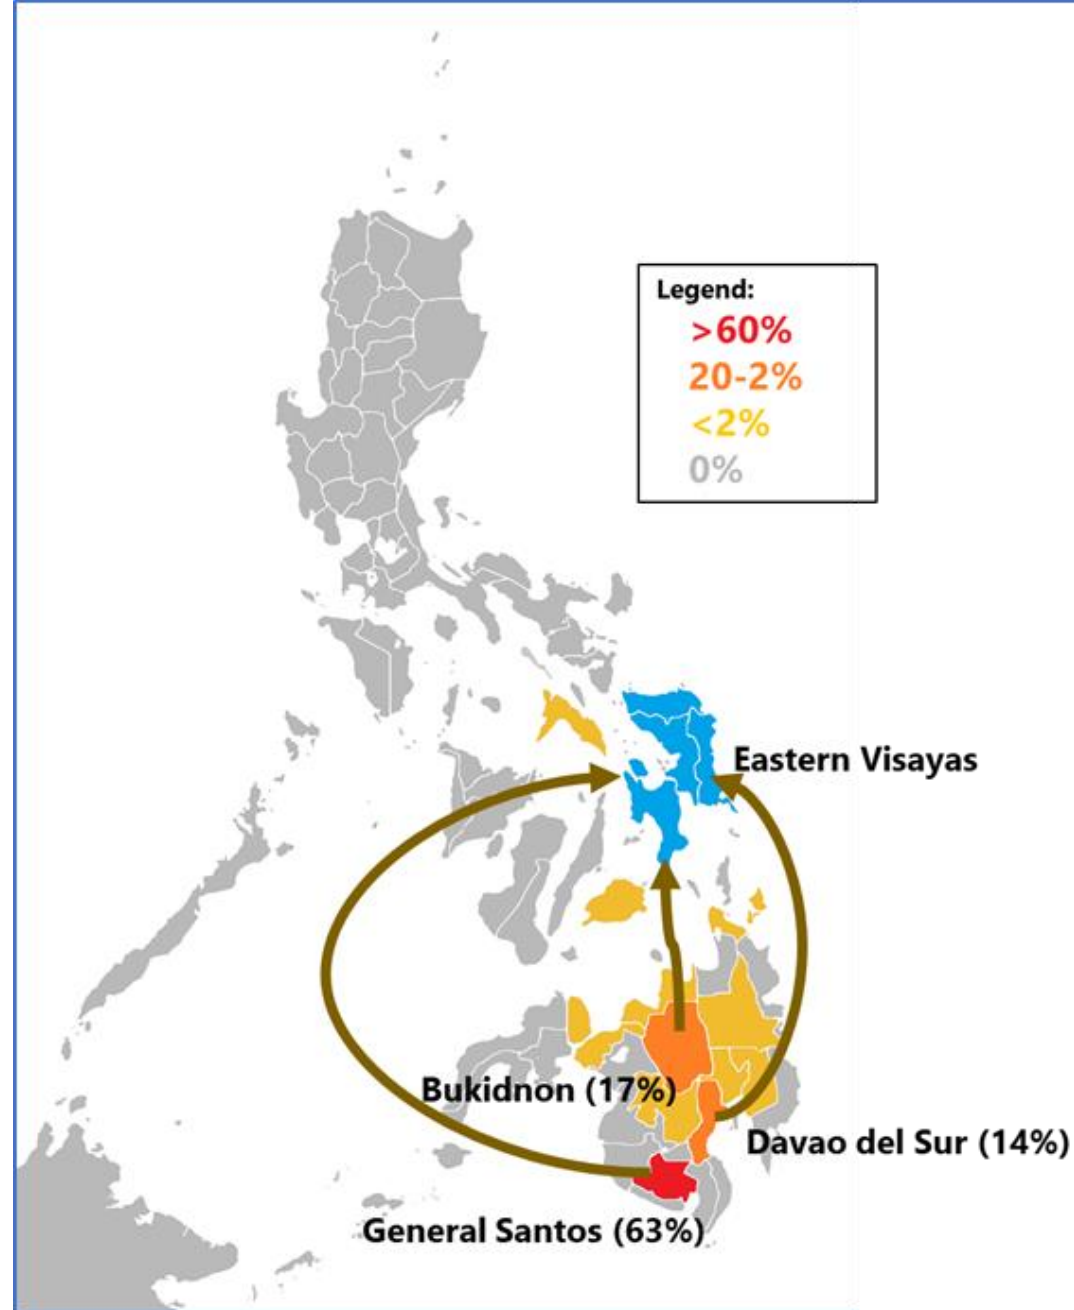 Legend:
>60%
20-2%
<2%
0%
Eastern Visayas
Bukidnon (17%)
Davao del Sur (14%)
General Santos (63%)